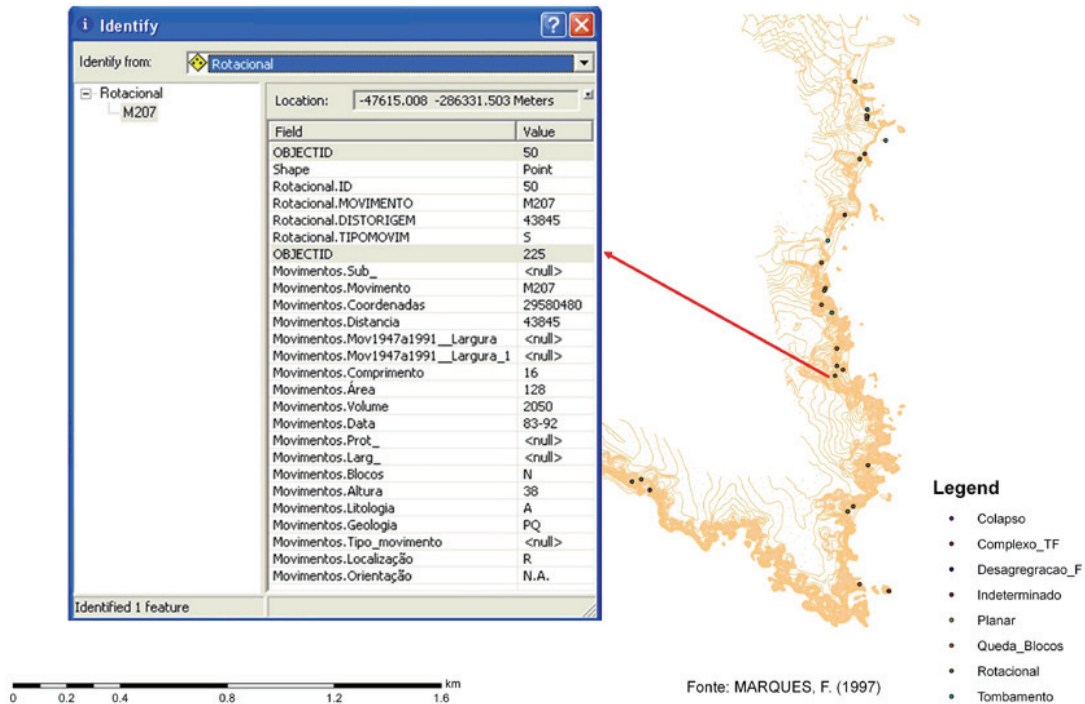 Identify
Identify from: Rotacional
Rotacional
M207
Location: -47615.008 -286331.503 Meters
Field Value
OBJECTID 50
Shape Point
Rotacional.ID 50
Rotacional.MOVIMENTO M207
Rotacional.DISTORIGEM 43845
Rotacional.TIPOMOVIM S
OBJECTID 225
Movimentos.Sub_ <null>
Movimentos.Movimento M207
Movimentos.Coordenadas 29580480
Movimentos.Distancia 43845
Movimentos.Mov1947a1991__Largura <null>
Movimentos.Mov1947a1991__Largura_1 <null>
Movimentos.Comprimento 16
Movimentos.Área 128
Movimentos.Volume 2050
Movimentos.Data 83-92
Movimentos.Prot_ <null>
Movimentos.Larg_ <null>
Movimentos.Blocos N
Movimentos.Altura 38
Movimentos.Litologia A
Movimentos.Geologia PQ
Movimentos.Tipo_movimento <null>
Movimentos.Localização R
Movimentos.Orientação N.A.
Identified 1 feature
Legend
Colapso
Complexo_TF
Desagregracao_F
Indeterminado
Planar
Queda_Blocos
Rotacional
Tombamento
km
0 0.2 0.4 0.8 1.2 1.6
Fonte: MARQUES, F. (1997)